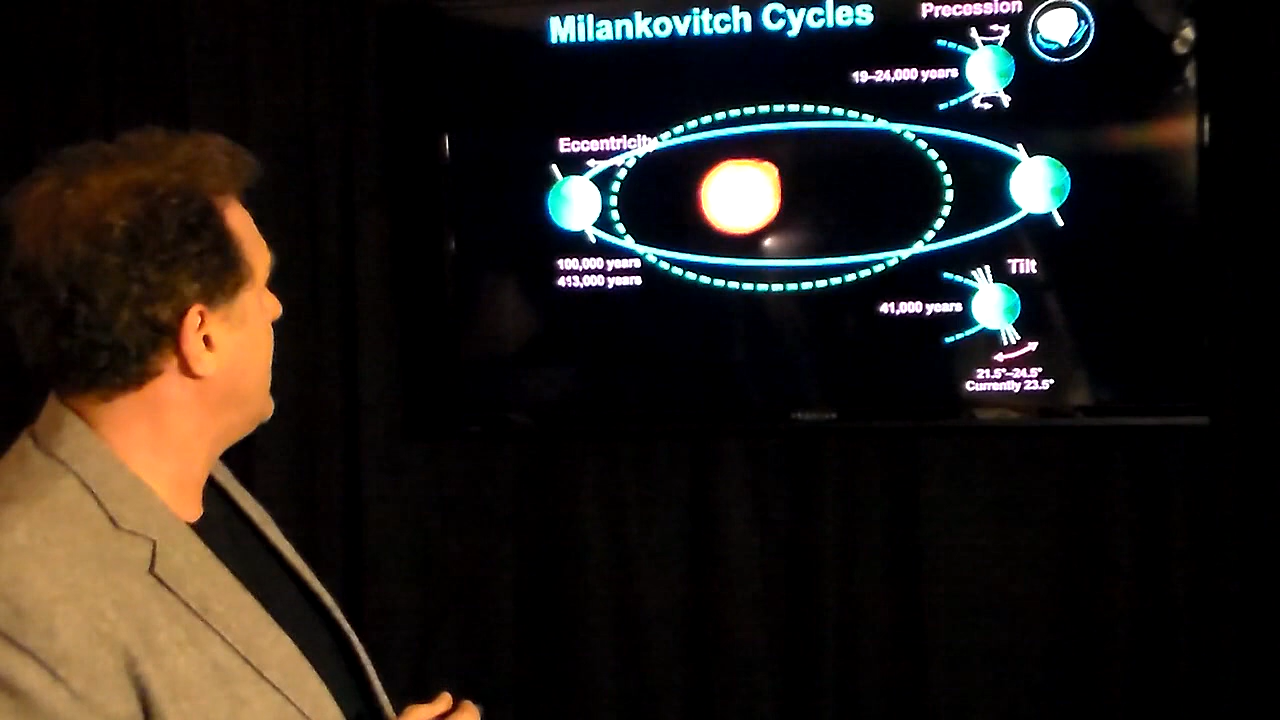 Milankovitch Cycles
Precession
19–24,000 years
Eccentricity
100,000 years
413,000 years
Tilt
41,000 years
21.5°–24.5°
Currently 23.5°